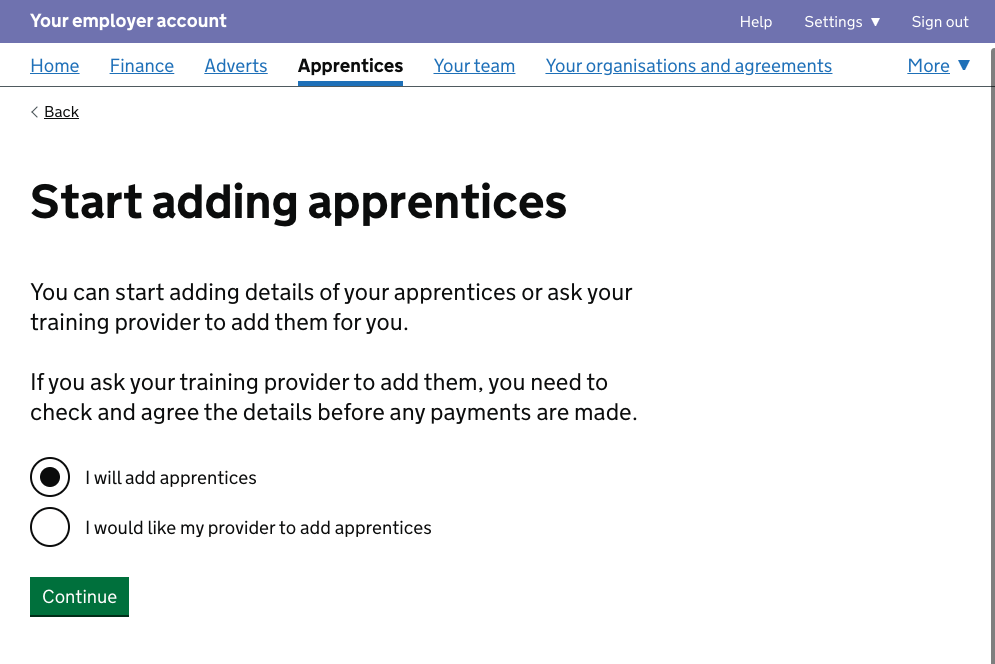 Your employer account
Help
Settings ▼
Sign out
Home
Finance
Adverts
Apprentices
Your team
Your organisations and agreements
More ▼
Back
Start adding apprentices
You can start adding details of your apprentices or ask your
training provider to add them for you.
If you ask your training provider to add them, you need to
check and agree the details before any payments are made.
I will add apprentices
I would like my provider to add apprentices
Continue